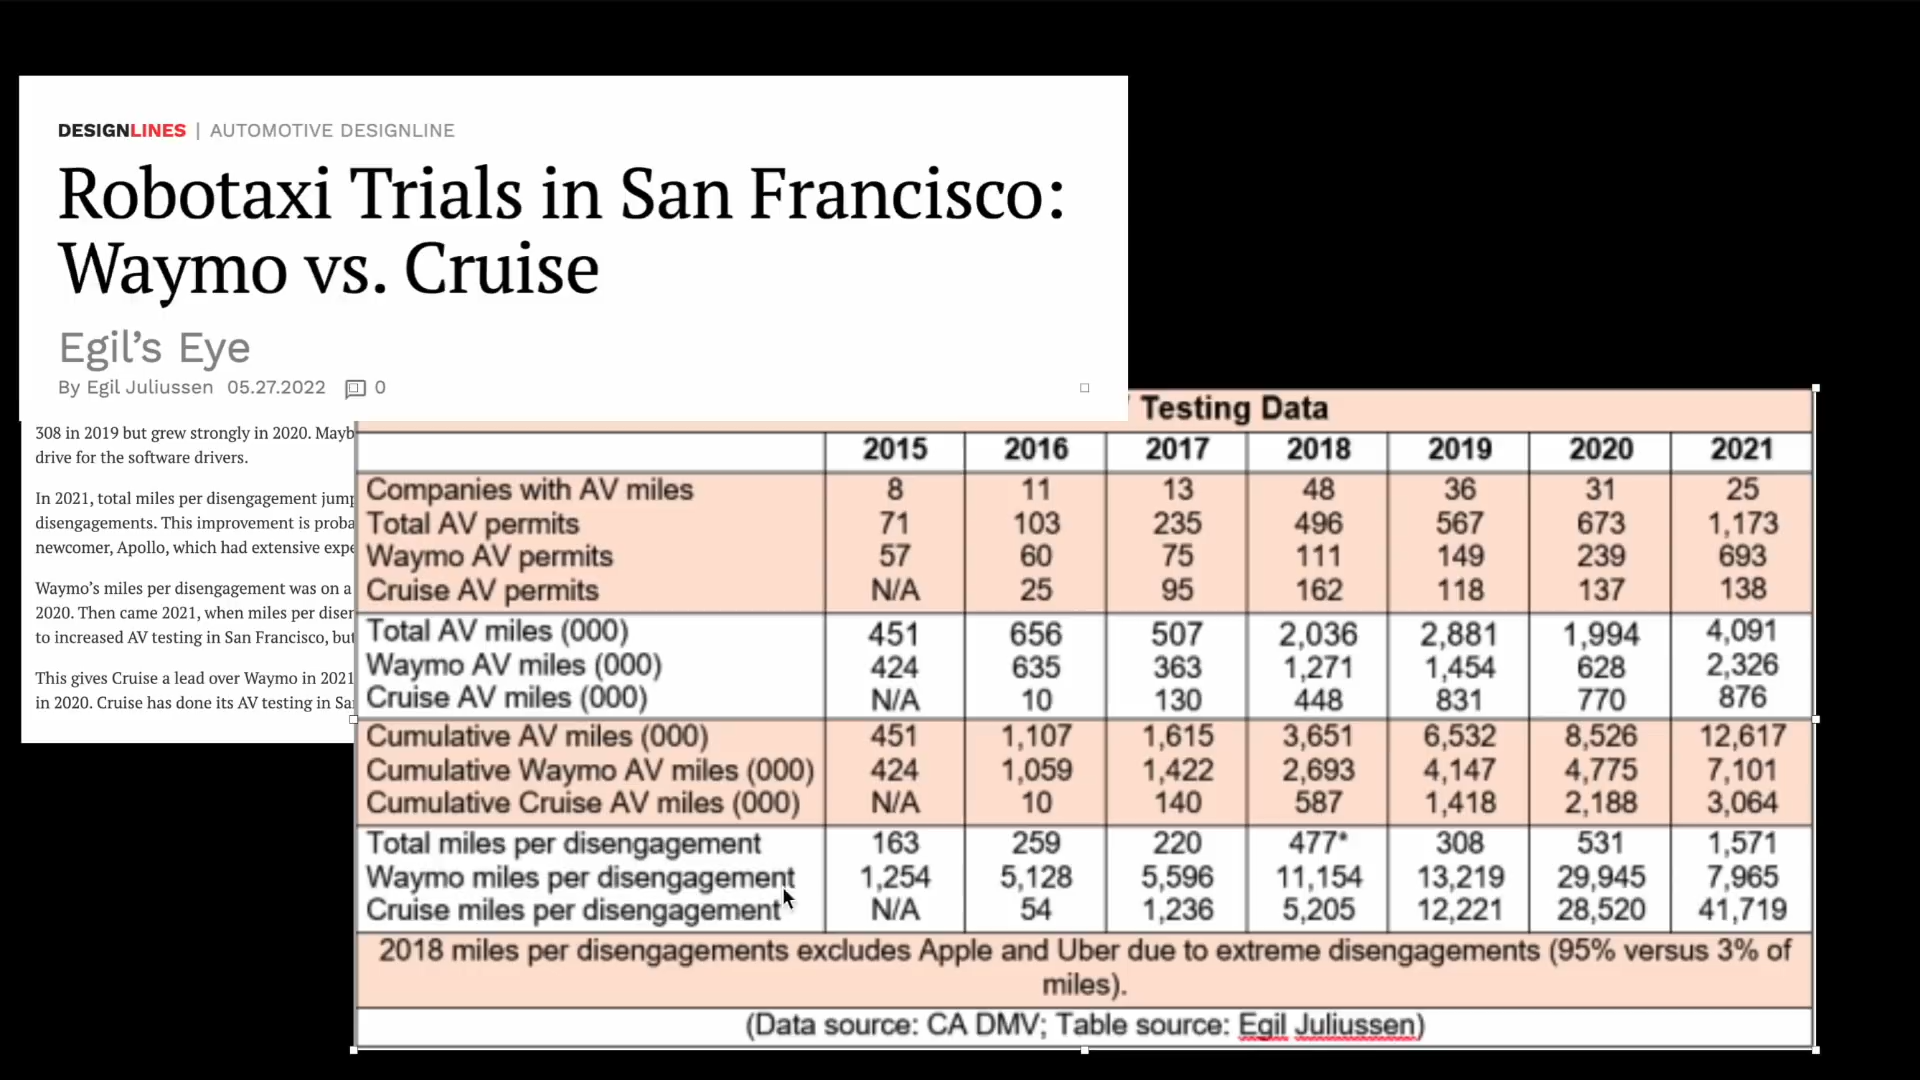 DESIGNLINES | AUTOMOTIVE DESIGNLINE
Robotaxi Trials in San Francisco:
Waymo vs. Cruise
Egil’s Eye
By Egil Juliussen 05.27.2022 0
308 in 2019 but grew strongly in 2020.
drive for the software drivers.
In 2021, total miles per disengagement
disengagements. This improvement is
newcomer, Apollo, which had extensive
Waymo’s miles per disengagement was on a
2020. Then came 2021, when miles per
to increased AV testing in San Francisco,
This gives Cruise a lead over Waymo in 2021
in 2020. Cruise has done its AV testing in
Testing Data
2015 2016 2017 2018 2019 2020 2021
Companies with AV miles 8 11 13 48 36 31 25
Total AV permits 71 103 235 496 567 673 1,173
Waymo AV permits 57 60 75 111 149 239 693
Cruise AV permits N/A 25 95 162 118 137 138
Total AV miles (000) 451 656 507 2,036 2,881 1,994 4,091
Waymo AV miles (000) 424 635 363 1,271 1,454 628 2,326
Cruise AV miles (000) N/A 10 130 448 831 770 876
Cumulative AV miles (000) 451 1,107 1,615 3,651 6,532 8,526 12,617
Cumulative Waymo AV miles (000) 424 1,059 1,422 2,693 4,147 4,775 7,101
Cumulative Cruise AV miles (000) N/A 10 140 587 1,418 2,188 3,064
Total miles per disengagement 163 259 220 477* 308 531 1,571
Waymo miles per disengagement 1,254 5,128 5,596 11,154 13,219 29,945 7,965
Cruise miles per disengagement N/A 54 1,236 5,205 12,221 28,520 41,719
2018 miles per disengagements excludes Apple and Uber due to extreme disengagements (95% versus 3% of
miles).
(Data source: CA DMV; Table source: Egil Juliussen)